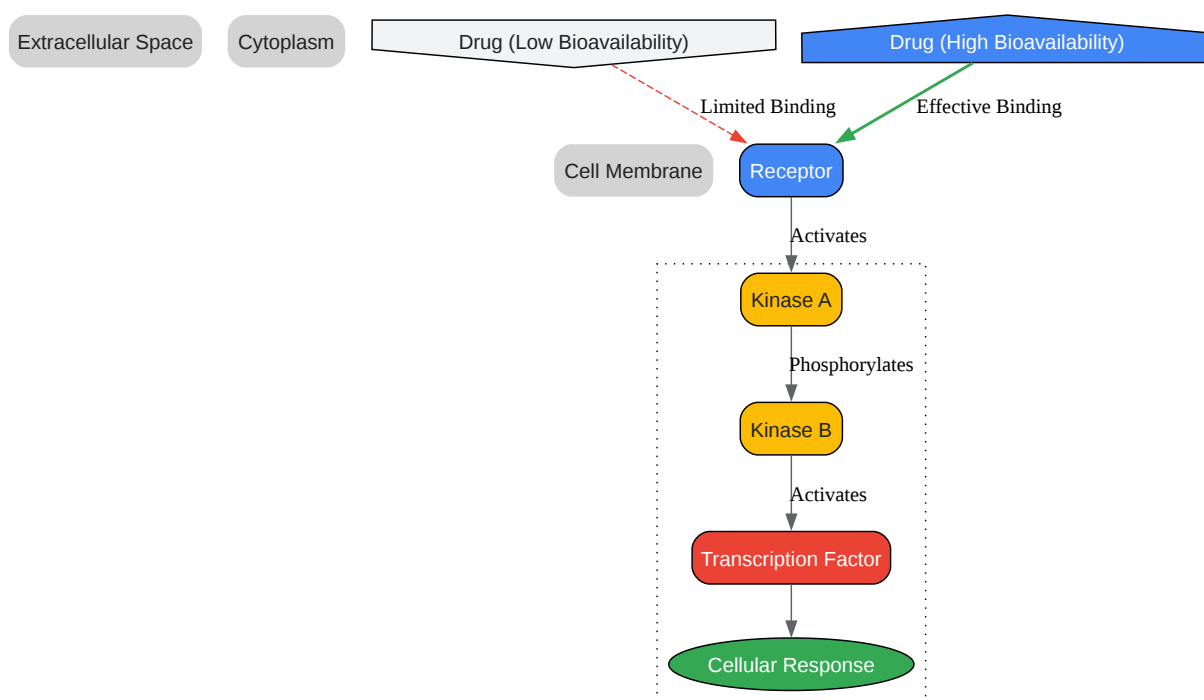 Extracellular Space
Cytoplasm
Drug (Low Bioavailability)
Drug (High Bioavailability)
Limited Binding
Effective Binding
Cell Membrane
Receptor
Activates
Kinase A
Phosphorylates
Kinase B
Activates
Transcription Factor
Cellular Response